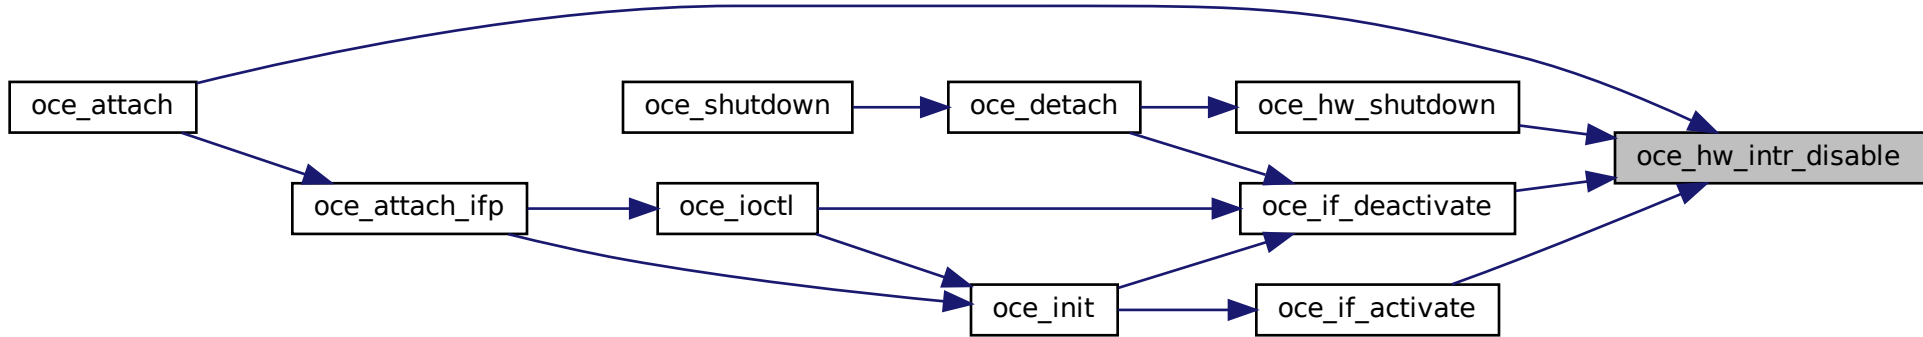 oce_attach
oce_shutdown
oce_detach
oce_hw_shutdown
oce_hw_intr_disable
oce_attach_ifp
oce_ioctl
oce_if_deactivate
oce_init
oce_if_activate